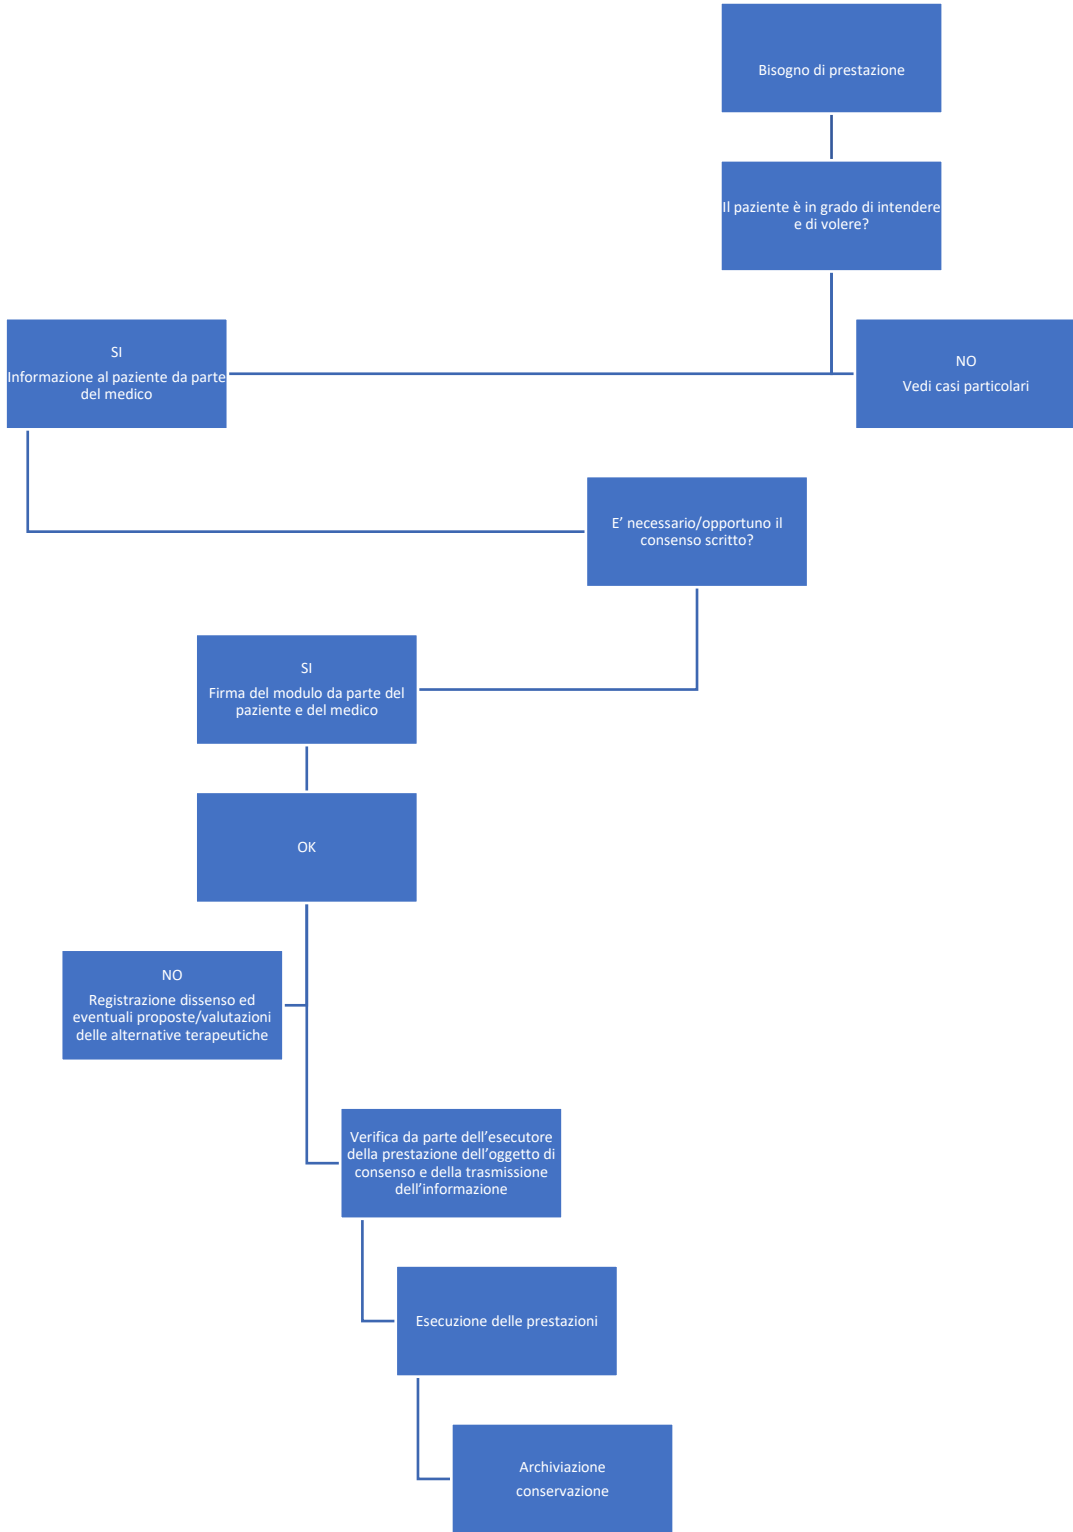 Bisogno di prestazione
Il paziente è in grado di intendere
e di volere?
SI
Informazione al paziente da parte
del medico
NO
Vedi casi particolari
E’ necessario/opportuno il
consenso scritto?
SI
Firma del modulo da parte del
paziente e del medico
OK
NO
Registrazione dissenso ed
eventuali proposte/valutazioni
delle alternative terapeutiche
Verifica da parte dell’esecutore
della prestazione dell’oggetto di
consenso e della trasmissione
dell’informazione
Esecuzione delle prestazioni
Archiviazione
conservazione